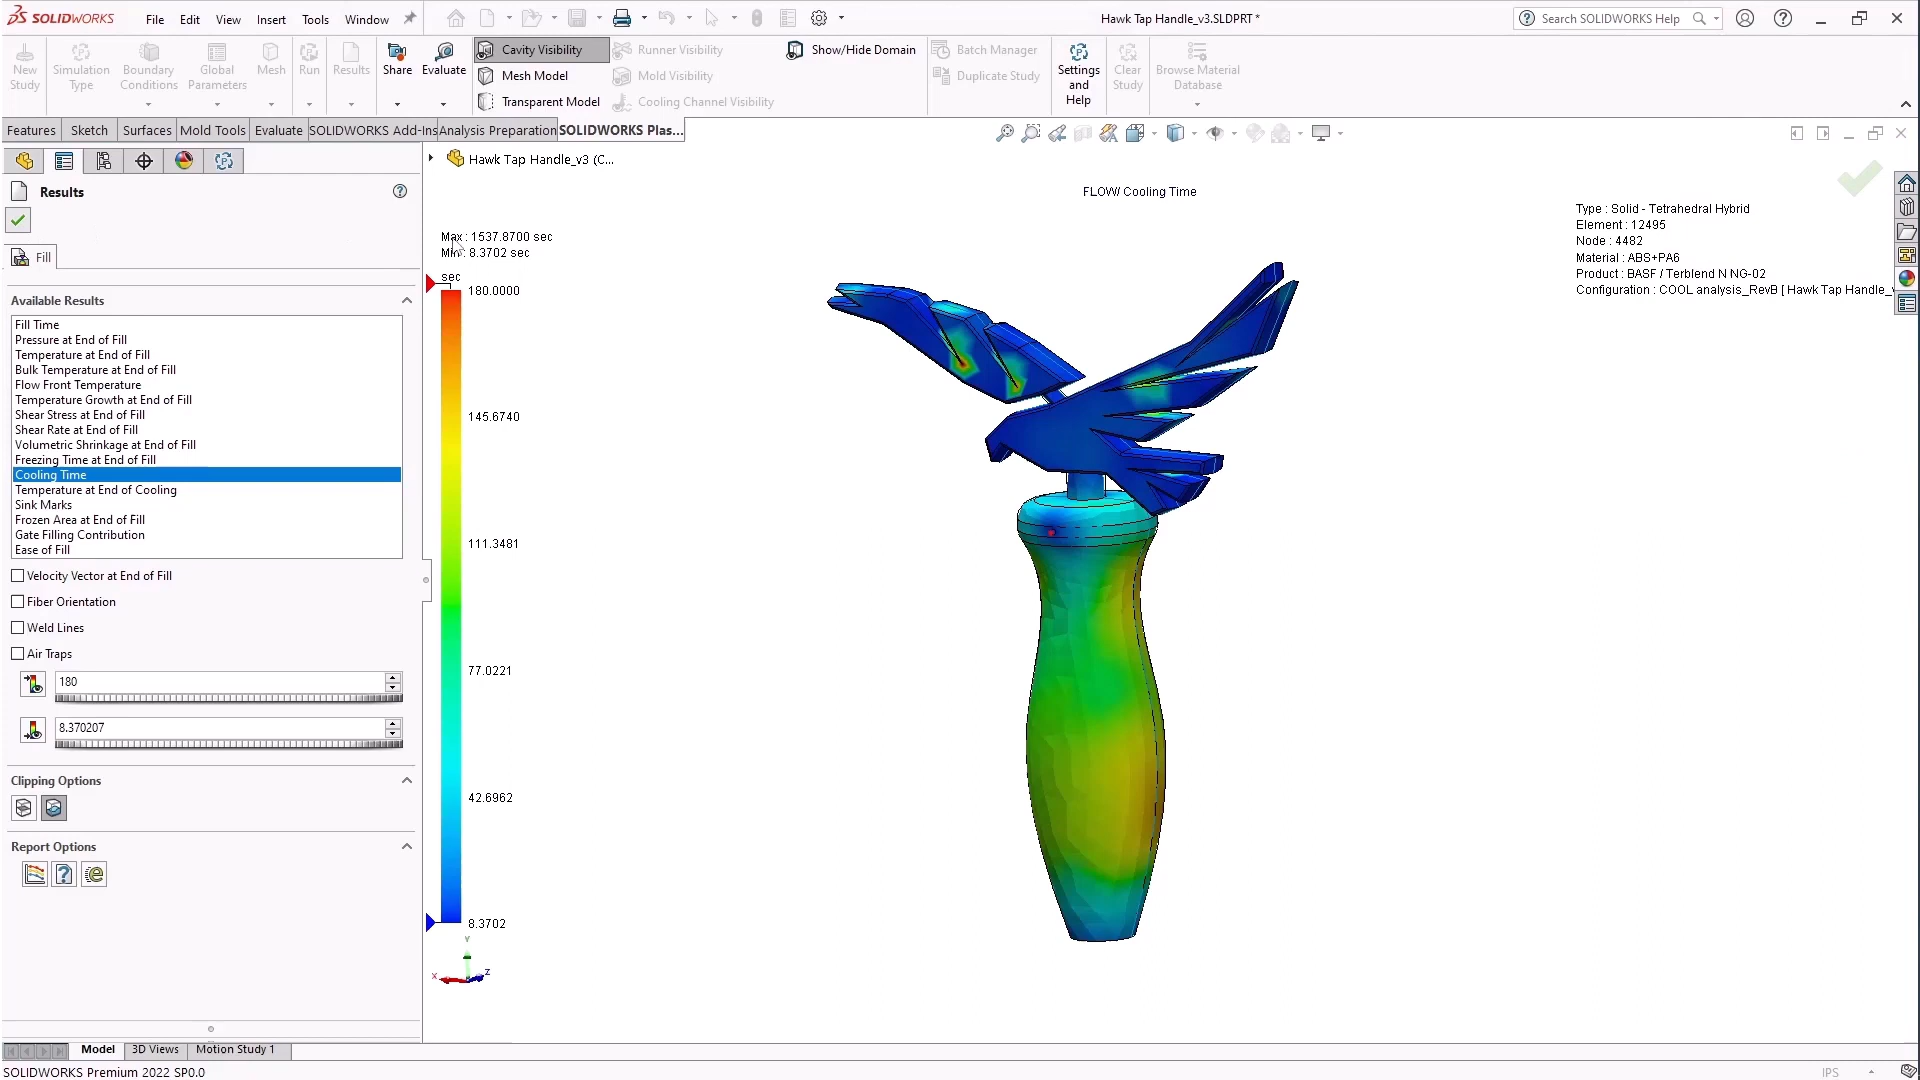 SOLIDWORKS File Edit View Insert Tools Window Hawk Tap Handle_v3.SLDPRT * Search SOLIDWORKS Help
New Study
Simulation Type
Boundary Conditions
Global Parameters
Mesh
Run
Results
Share
Evaluate
Cavity Visibility
Mesh Model
Transparent Model
Runner Visibility
Mold Visibility
Cooling Channel Visibility
Show/Hide Domain
Batch Manager
Duplicate Study
Settings and Help
Clear Study
Browse Material Database
Features Sketch Surfaces Mold Tools Evaluate SOLIDWORKS Add-Ins Analysis Preparation SOLIDWORKS Plas...
Hawk Tap Handle_v3 (C...
Results
Fill
Available Results
Fill Time
Pressure at End of Fill
Temperature at End of Fill
Bulk Temperature at End of Fill
Flow Front Temperature
Temperature Growth at End of Fill
Shear Stress at End of Fill
Shear Rate at End of Fill
Volumetric Shrinkage at End of Fill
Freezing Time at End of Fill
Cooling Time
Temperature at End of Cooling
Sink Marks
Frozen Area at End of Fill
Gate Filling Contribution
Ease of Fill
Velocity Vector at End of Fill
Fiber Orientation
Weld Lines
Air Traps
180
8.370207
Clipping Options
Report Options
FLOW/ Cooling Time
Max : 1537.8700 sec
Min : 8.3702 sec
sec
180.0000
145.6740
111.3481
77.0221
42.6962
8.3702
Y
X
Z
Type : Solid - Tetrahedral Hybrid
Element : 12495
Node : 4482
Material : ABS+PA6
Product : BASF / Terblend N NG-02
Configuration : COOL analysis_RevB [ Hawk Tap Handle_v
Model 3D Views Motion Study 1
SOLIDWORKS Premium 2022 SP0.0 IPS